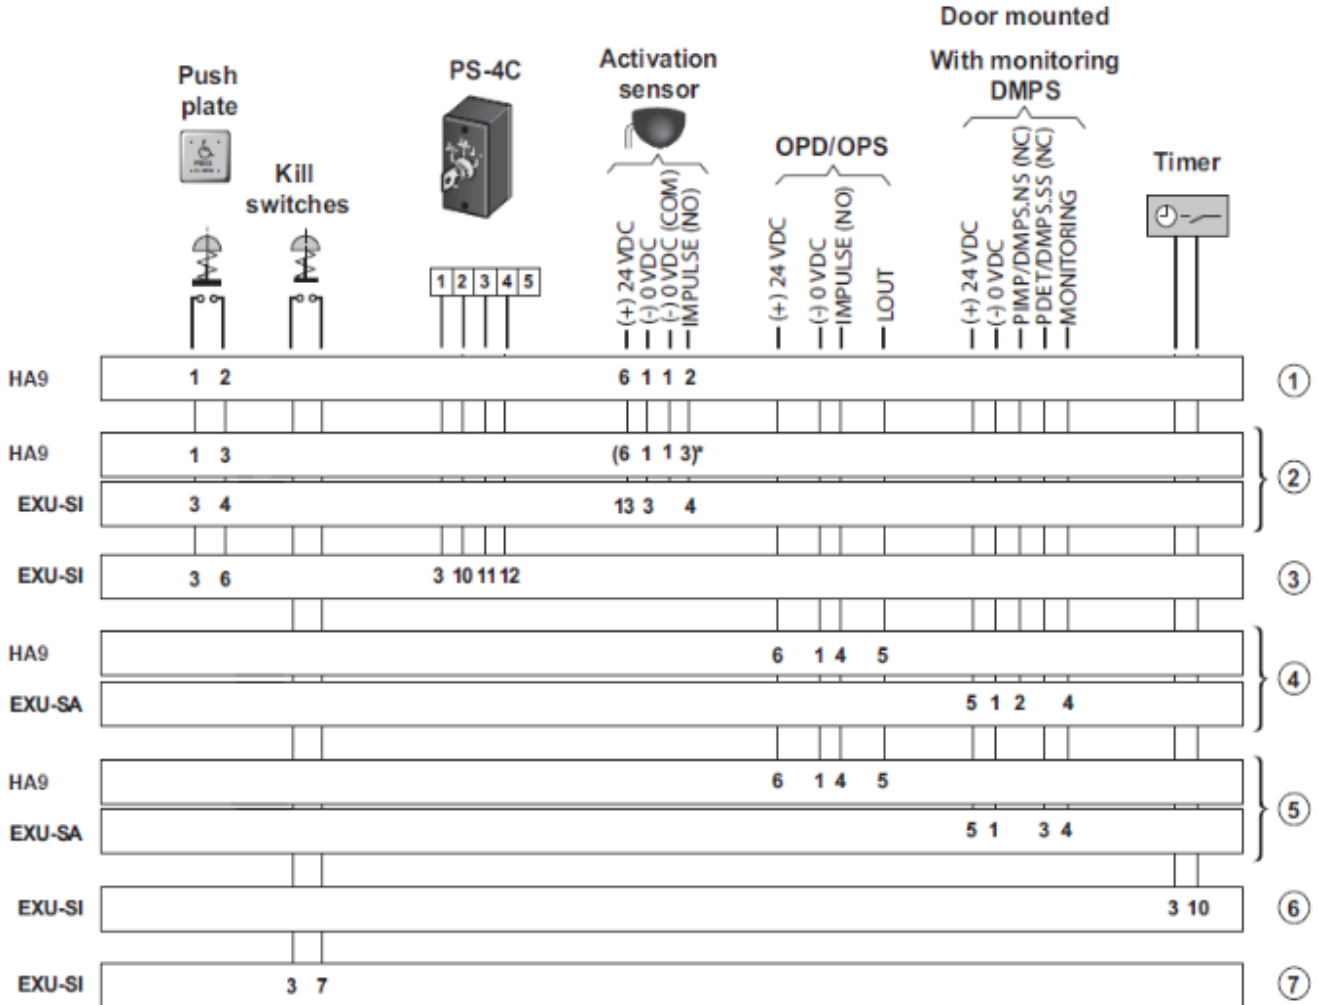 Door mounted
With monitoring
DMPS
Activation
sensor
PS-4C
Push
plate
OPD/OPS
Timer
Kill
switches
PRESS
1 2 3 4 5
(+) 24 VDC
(-) 0 VDC
(-) 0 VDC (COM)
IMPULSE (NO)
(+) 24 VDC
(-) 0 VDC
IMPULSE (NO)
LOUT
(+) 24 VDC
(-) 0 VDC
PIMP/DMPS.NS (NC)
PDET/DMPS.SS (NC)
MONITORING
HA9 1 2 6 1 1 2 1
HA9 1 3 (6 1 1 3)*
2
EXU-SI 3 4 13 3 4
EXU-SI 3 6 3 10 11 12 3
HA9 6 1 4 5
4
EXU-SA 5 1 2 4
HA9 6 1 4 5
5
EXU-SA 5 1 3 4
EXU-SI 3 10 6
EXU-SI 3 7 7